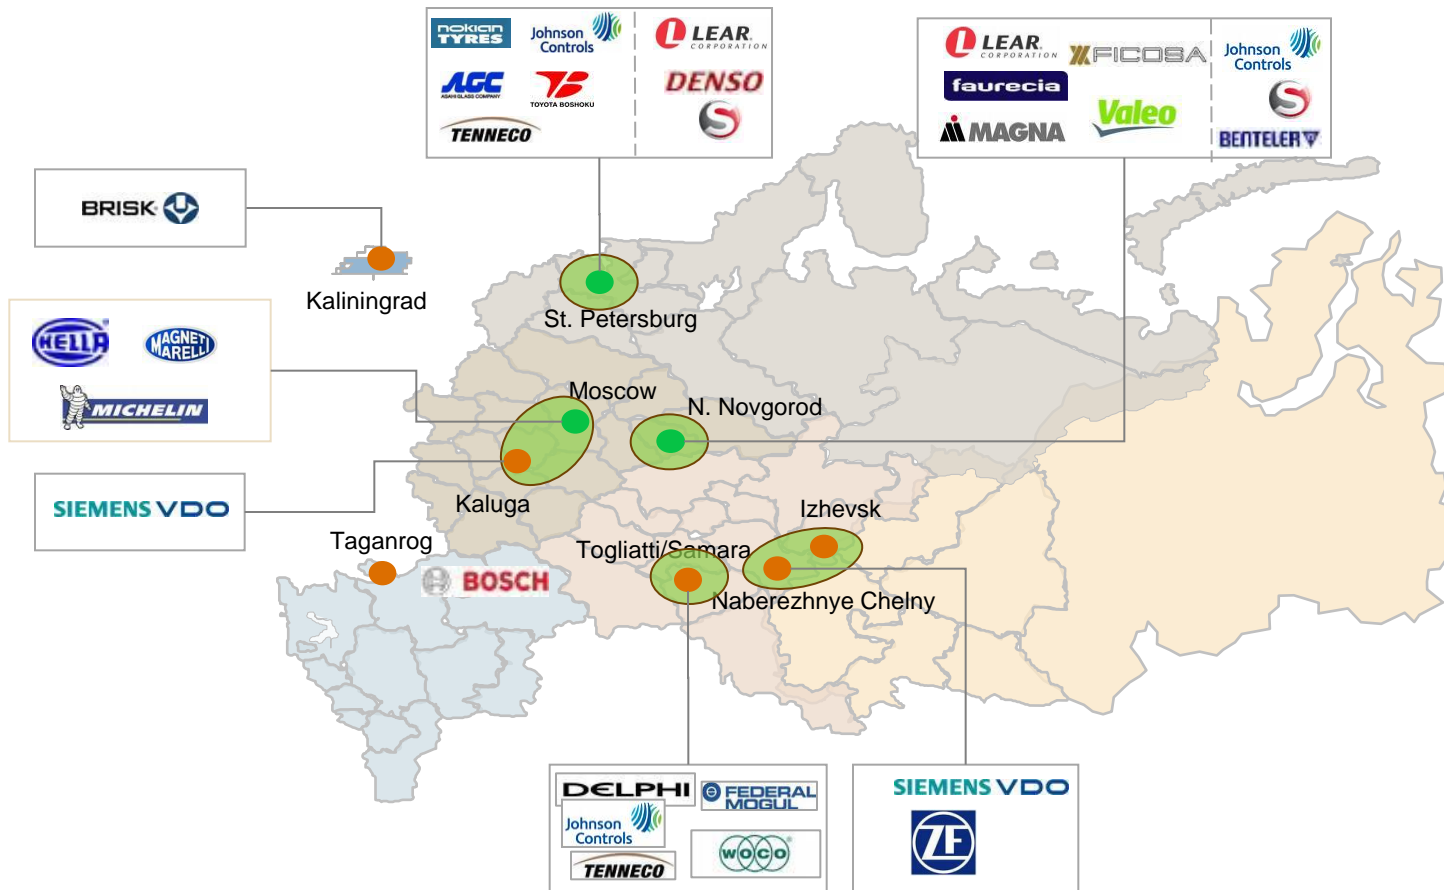 nokian
TYRES
Johnson
Controls
LEAR.
CORPORATION
AGC
ASAHI GLASS COMPANY
TOYOTA BOSHOKU
DENSO
TENNECO
S
LEAR.
CORPORATION
FICOSA
Johnson
Controls
faurecia
MAGNA
Valeo
S
BENTELER
BRISK
Kaliningrad
St. Petersburg
HELLA
MAGNETI
MARELLI
MICHELIN
Moscow
N. Novgorod
SIEMENS VDO
Kaluga
Izhevsk
Taganrog
Togliatti/Samara
BOSCH
Naberezhnye Chelny
DELPHI
FEDERAL
MOGUL
Johnson
Controls
WOCO
TENNECO
SIEMENS VDO
ZF